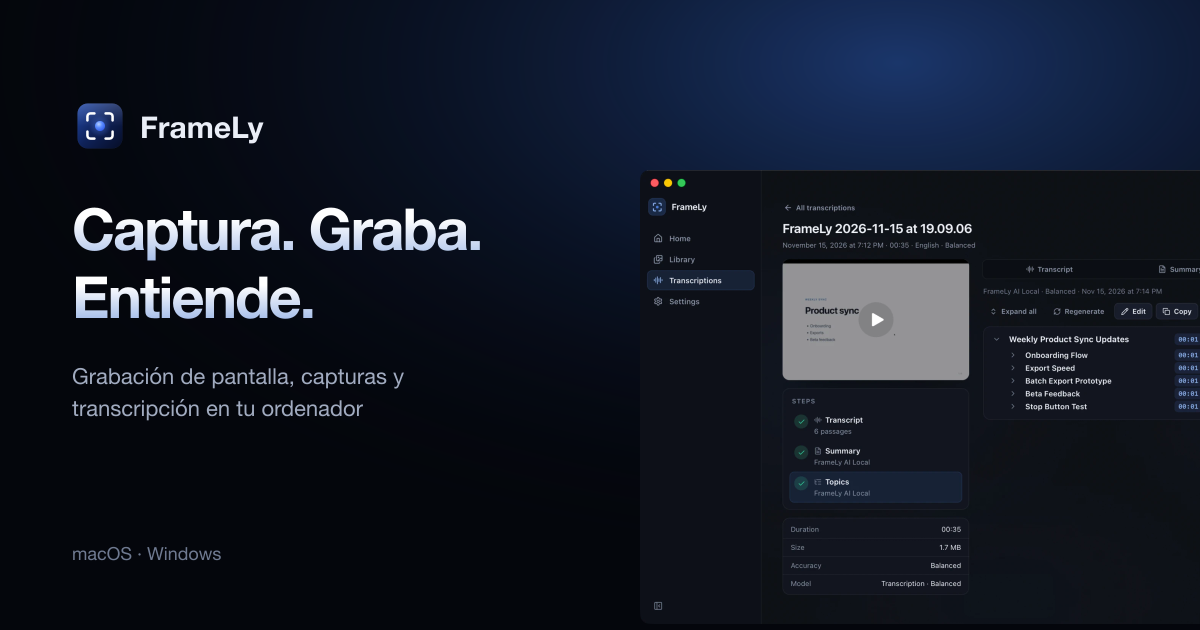 FrameLy
Captura. Graba.
Entiende.
Grabación de pantalla, capturas y
transcripción en tu ordenador
macOS · Windows
FrameLy
Home
Library
Transcriptions
Settings
All transcriptions
FrameLy 2026-11-15 at 19.09.06
November 15, 2026 at 7:12 PM · 00:35 · English · Balanced
Product sync
Onboarding
Exports
Beta feedback
STEPS
Transcript
6 passages
Summary
FrameLy AI Local
Topics
FrameLy AI Local
Duration 00:35
Size 1.7 MB
Accuracy Balanced
Model Transcription · Balanced
Transcript Summary
FrameLy AI Local · Balanced · Nov 15, 2026 at 7:14 PM
Expand all Regenerate Edit Copy
Weekly Product Sync Updates 00:01
Onboarding Flow 00:01
Export Speed 00:01
Batch Export Prototype 00:01
Beta Feedback 00:01
Stop Button Test 00:01